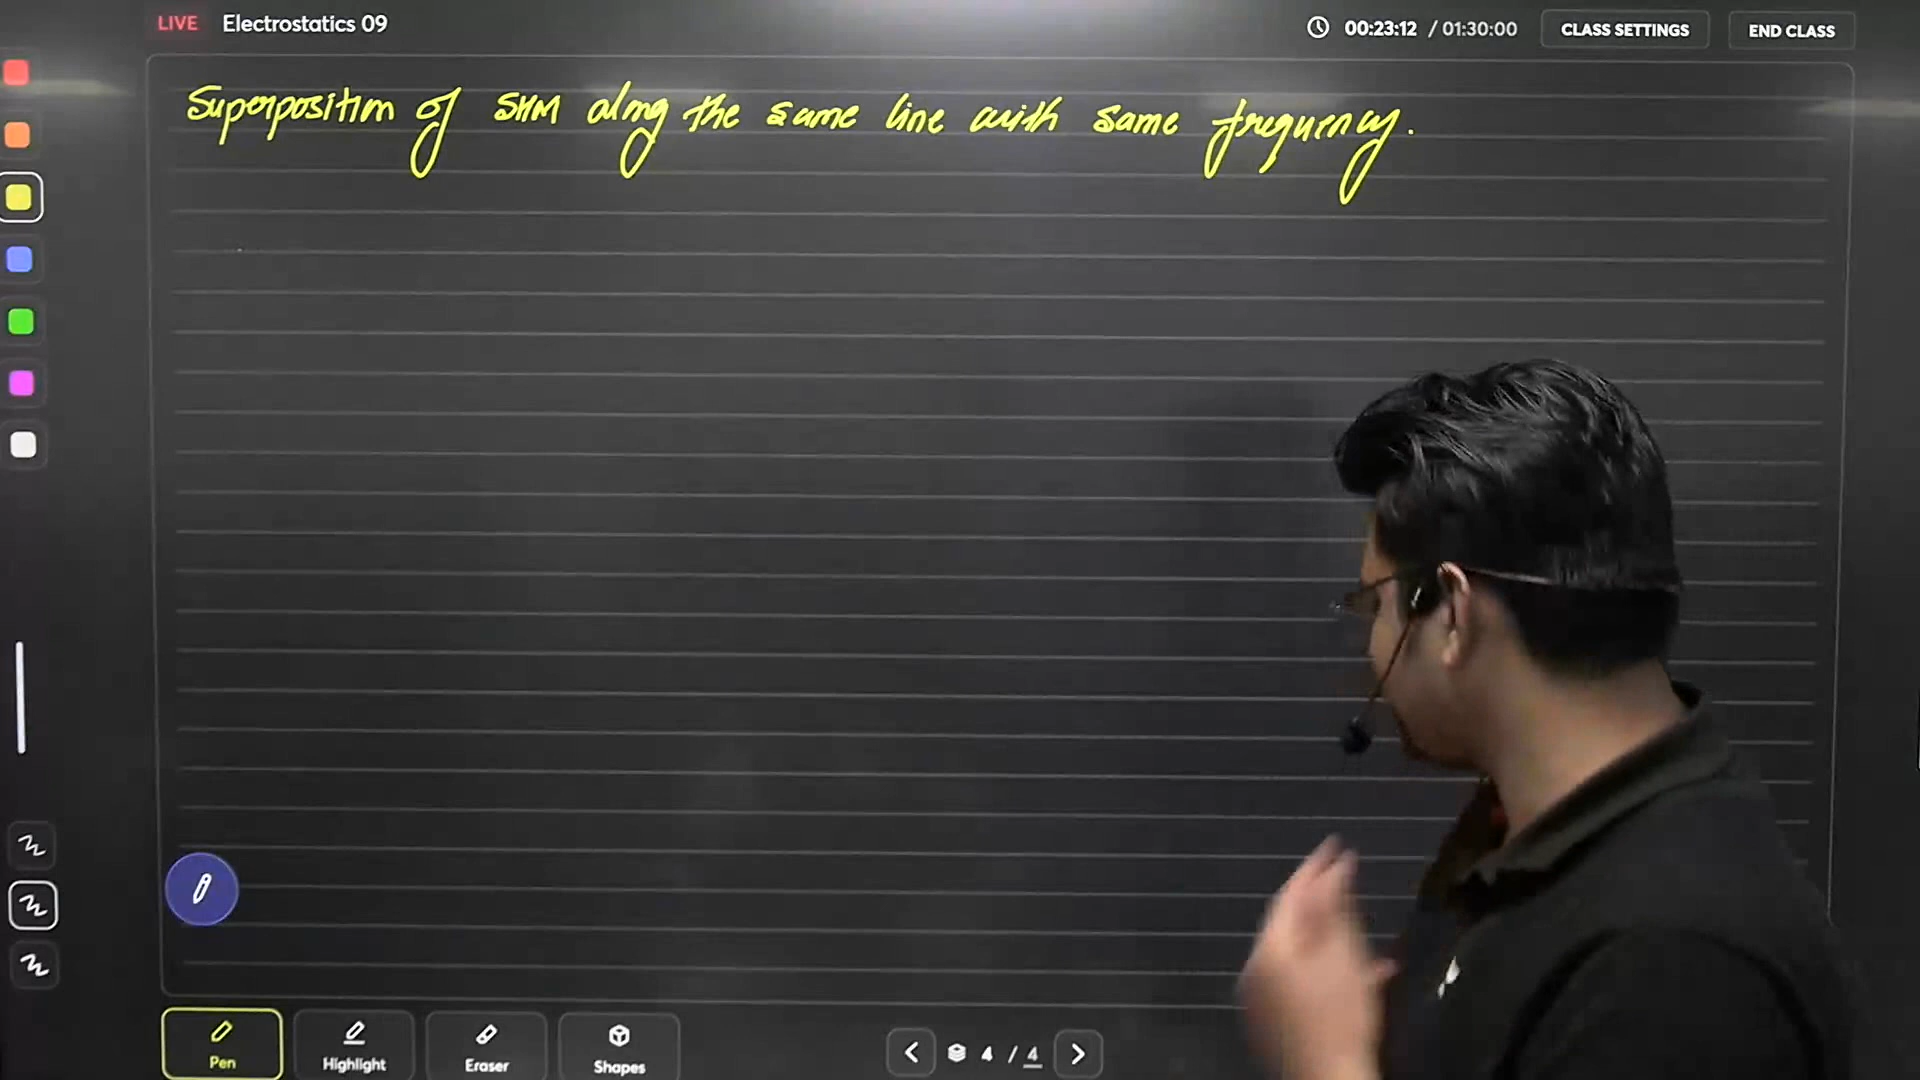 LIVE Electrostatics 09 00:23:12 / 01:30:00 CLASS SETTINGS END CLASS
Superposition of SHM along the same line with same frequency.
Pen Highlight Eraser Shapes 4 / 4